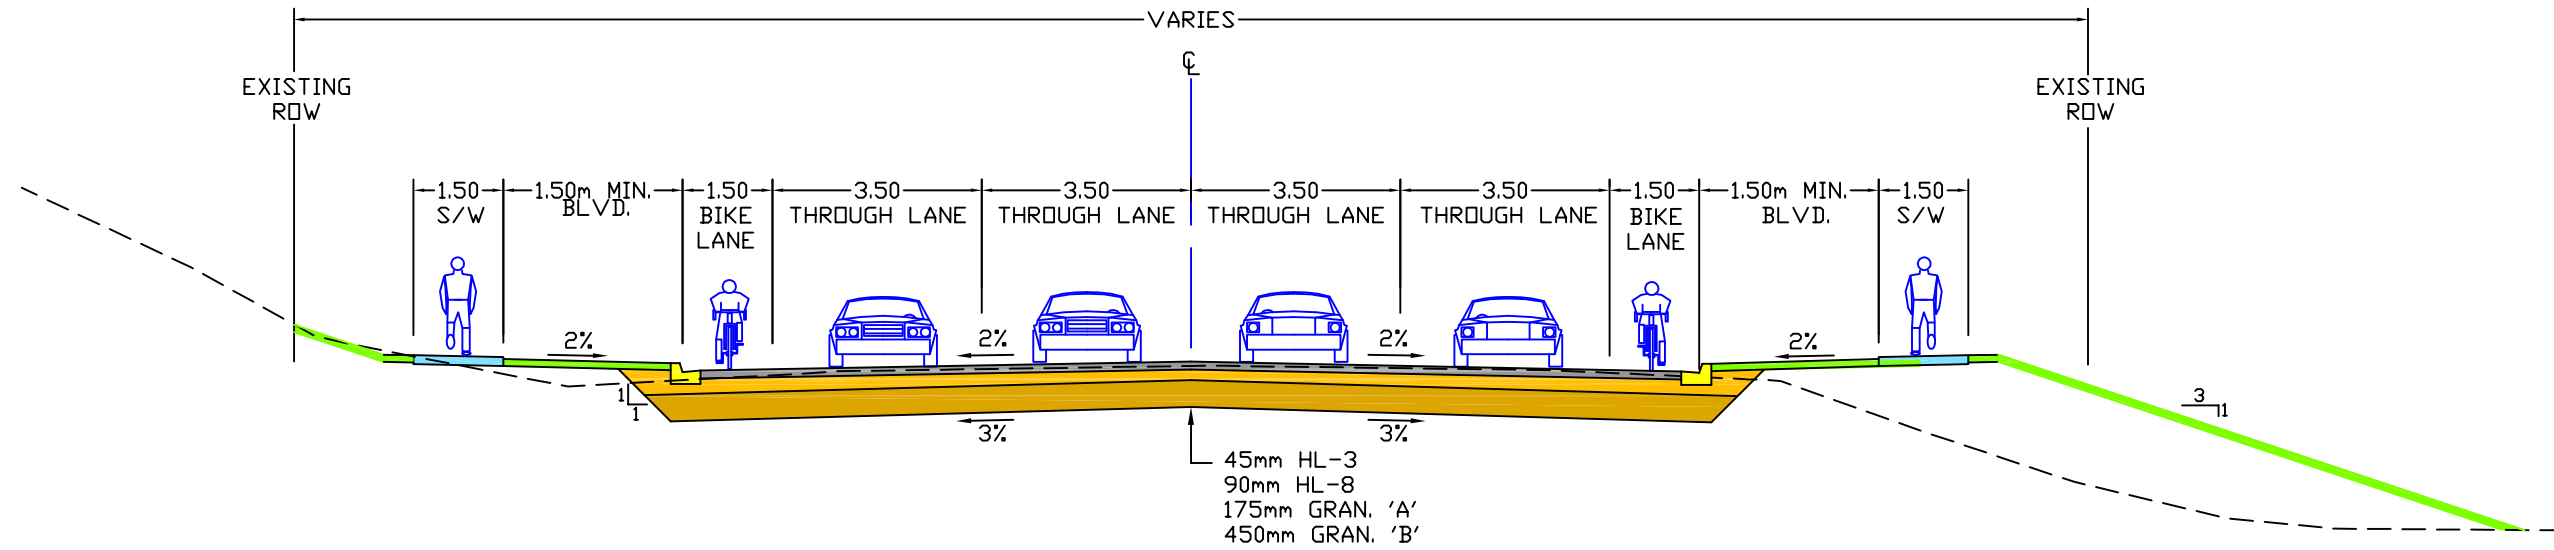 VARIES
℄
EXISTING
ROW
EXISTING
ROW
1.50
S/W
1.50m MIN.
BLVD.
1.50
BIKE
LANE
3.50
THROUGH LANE
3.50
THROUGH LANE
3.50
THROUGH LANE
3.50
THROUGH LANE
1.50
BIKE
LANE
1.50m MIN.
BLVD.
1.50
S/W
2%
2%
2%
2%
1
1
3
1
3%
3%
45mm HL-3
90mm HL-8
175mm GRAN. 'A'
450mm GRAN. 'B'